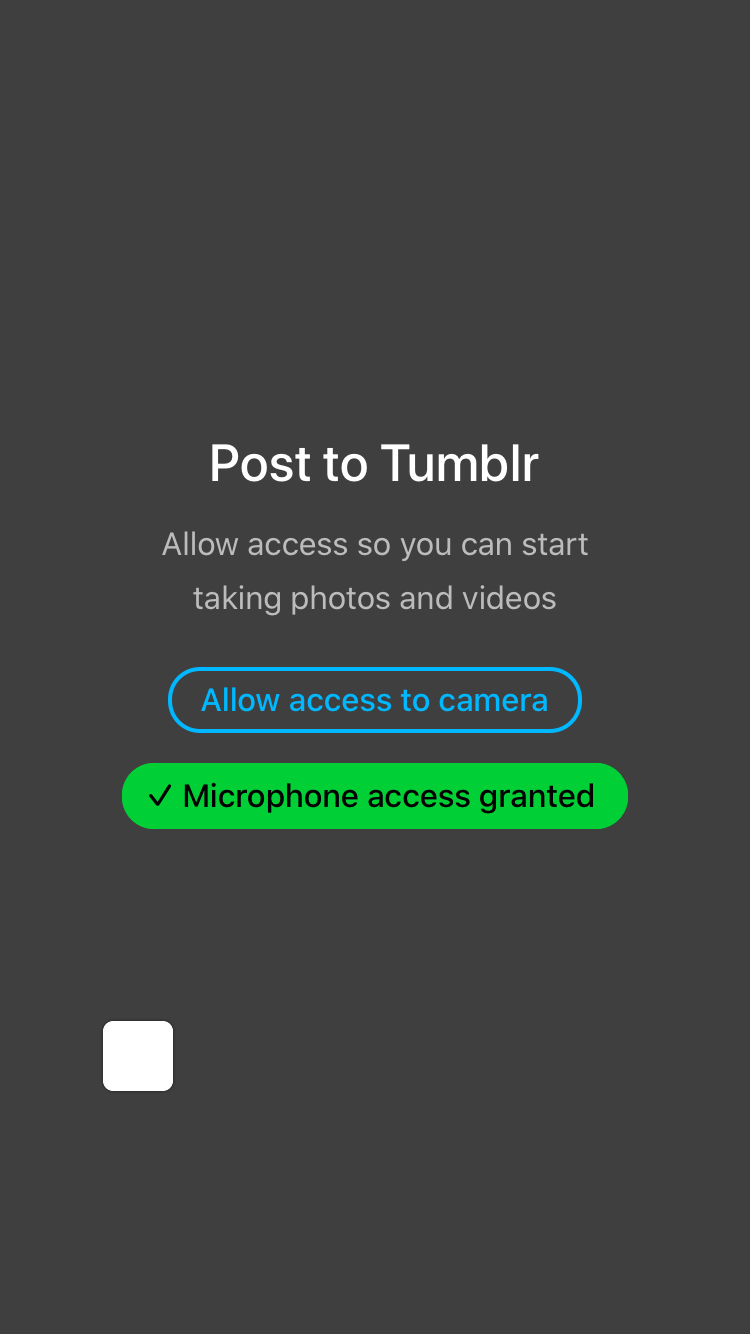 Post to Tumblr
Allow access so you can start
taking photos and videos
Allow access to camera
✓ Microphone access granted